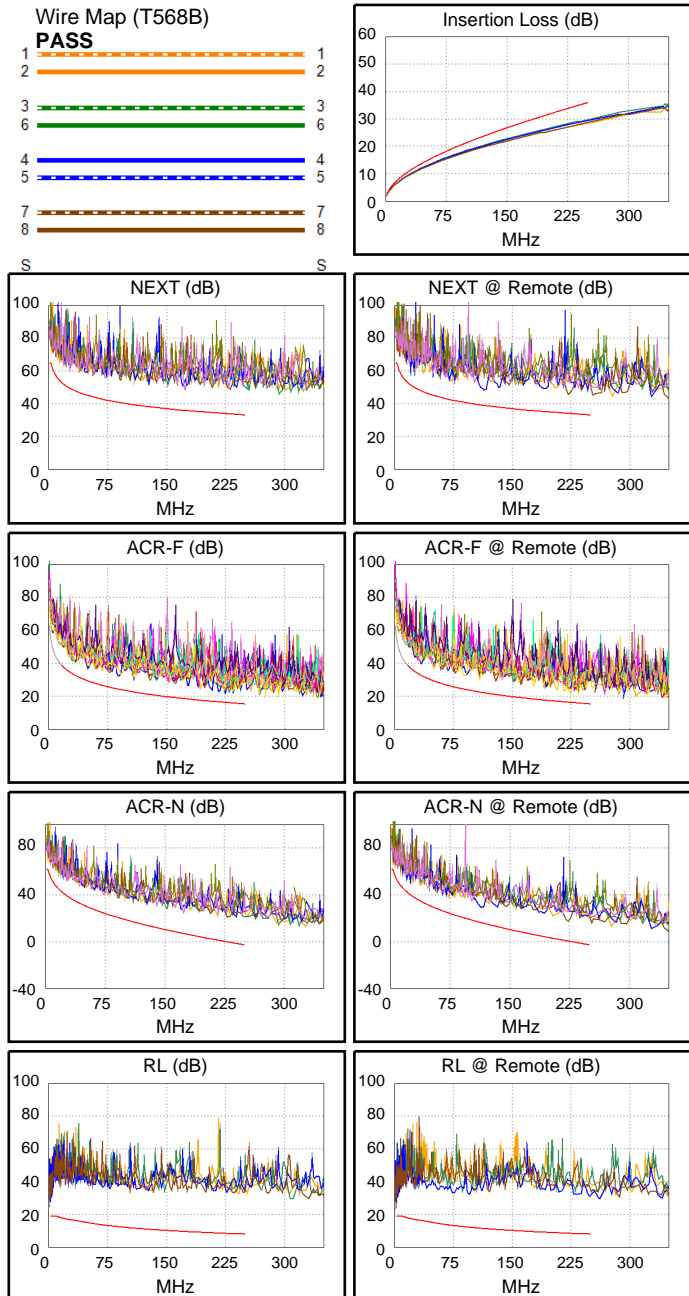 Wire Map (T568B)
PASS
1 1
2 2
3 3
6 6
4 4
5 5
7 7
8 8
S S
Insertion Loss (dB)
60
50
40
30
20
10
0
0 75 150 225 300
MHz
NEXT (dB)
100
80
60
40
20
0
0 75 150 225 300
MHz
NEXT @ Remote (dB)
100
80
60
40
20
0
0 75 150 225 300
MHz
ACR-F (dB)
100
80
60
40
20
0
0 75 150 225 300
MHz
ACR-F @ Remote (dB)
100
80
60
40
20
0
0 75 150 225 300
MHz
ACR-N (dB)
80
40
0
-40
0 75 150 225 300
MHz
ACR-N @ Remote (dB)
80
40
0
-40
0 75 150 225 300
MHz
RL (dB)
100
80
60
40
20
0
0 75 150 225 300
MHz
RL @ Remote (dB)
100
80
60
40
20
0
0 75 150 225 300
MHz